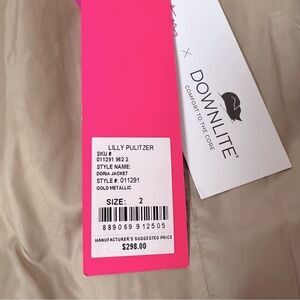 LILLY PULITZER
SKU #
011291 962 2
STYLE NAME:
DORIA JACKET
STYLE #: 011291
GOLD METALLIC
SIZE: 2
889069 912505
MANUFACTURER'S SUGGESTED PRICE
$298.00
×
DOWNLITE
COMFORT TO THE CORE